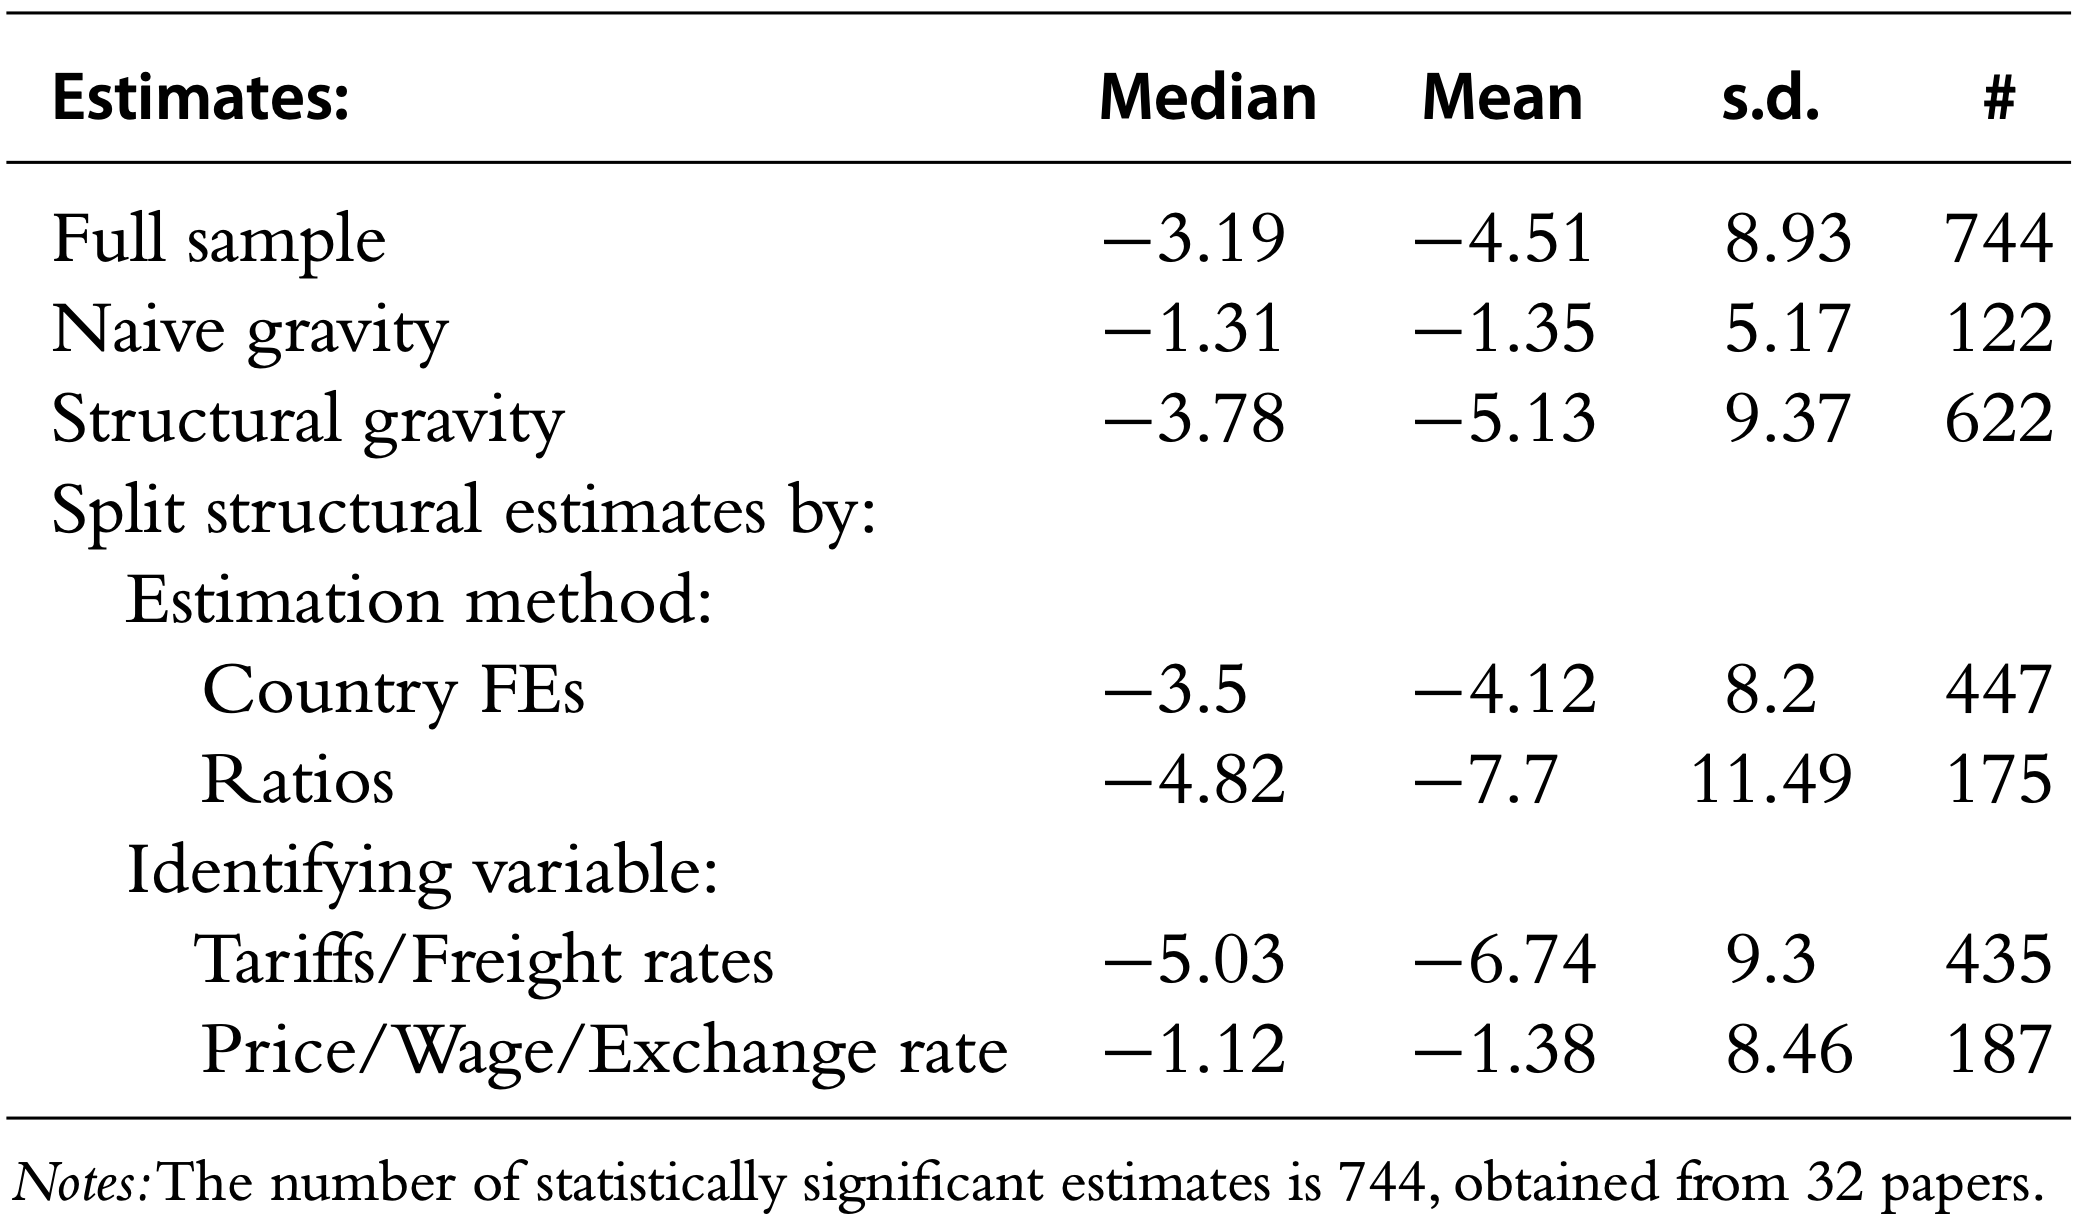 Estimates: Median Mean s.d. #
Full sample −3.19 −4.51 8.93 744
Naive gravity −1.31 −1.35 5.17 122
Structural gravity −3.78 −5.13 9.37 622
Split structural estimates by:
Estimation method:
Country FEs −3.5 −4.12 8.2 447
Ratios −4.82 −7.7 11.49 175
Identifying variable:
Tariffs/Freight rates −5.03 −6.74 9.3 435
Price/Wage/Exchange rate −1.12 −1.38 8.46 187
Notes: The number of statistically significant estimates is 744, obtained from 32 papers.